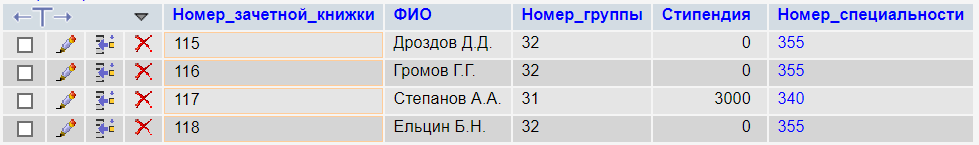 Номер_зачетной_книжки ФИО Номер_группы Стипендия Номер_специальности
115 Дроздов Д.Д. 32 0 355
116 Громов Г.Г. 32 0 355
117 Степанов А.А. 31 3000 340
118 Ельцин Б.Н. 32 0 355